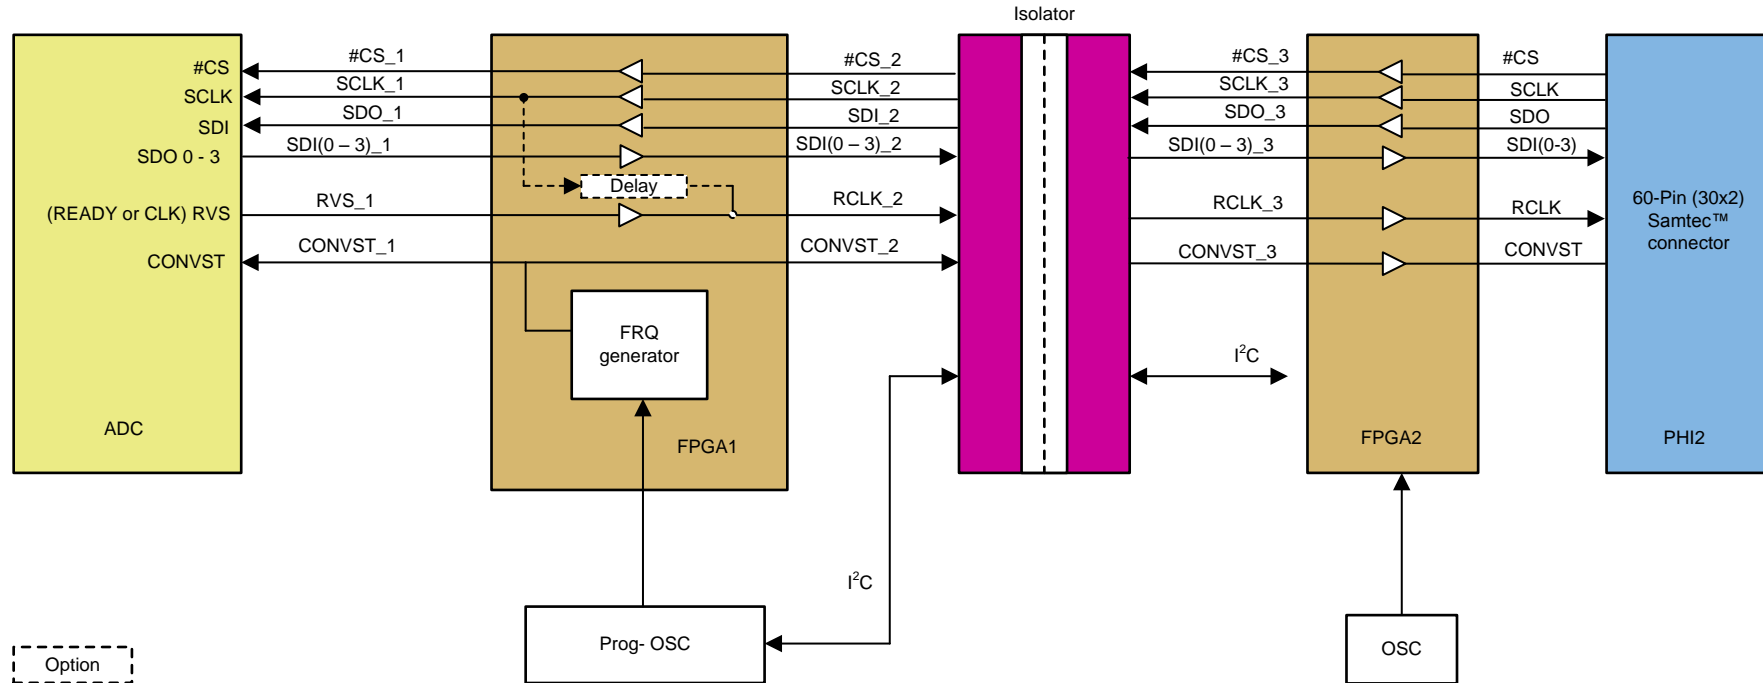 Isolator
#CS
#CS_1
#CS_2
#CS_3
#CS
SCLK
SCLK_1
SCLK_2
SCLK_3
SCLK
SDI
SDO_1
SDI_2
SDO_3
SDO
SDO 0 - 3
SDI(0 – 3)_1
SDI(0 – 3)_2
SDI(0 – 3)_3
SDI(0-3)
Delay
(READY or CLK) RVS
RVS_1
RCLK_2
RCLK_3
RCLK
60-Pin (30x2)
Samtec™
connector
CONVST
CONVST_1
CONVST_2
CONVST_3
CONVST
FRQ
generator
I²C
ADC
FPGA1
FPGA2
PHI2
I²C
Prog- OSC
OSC
Option